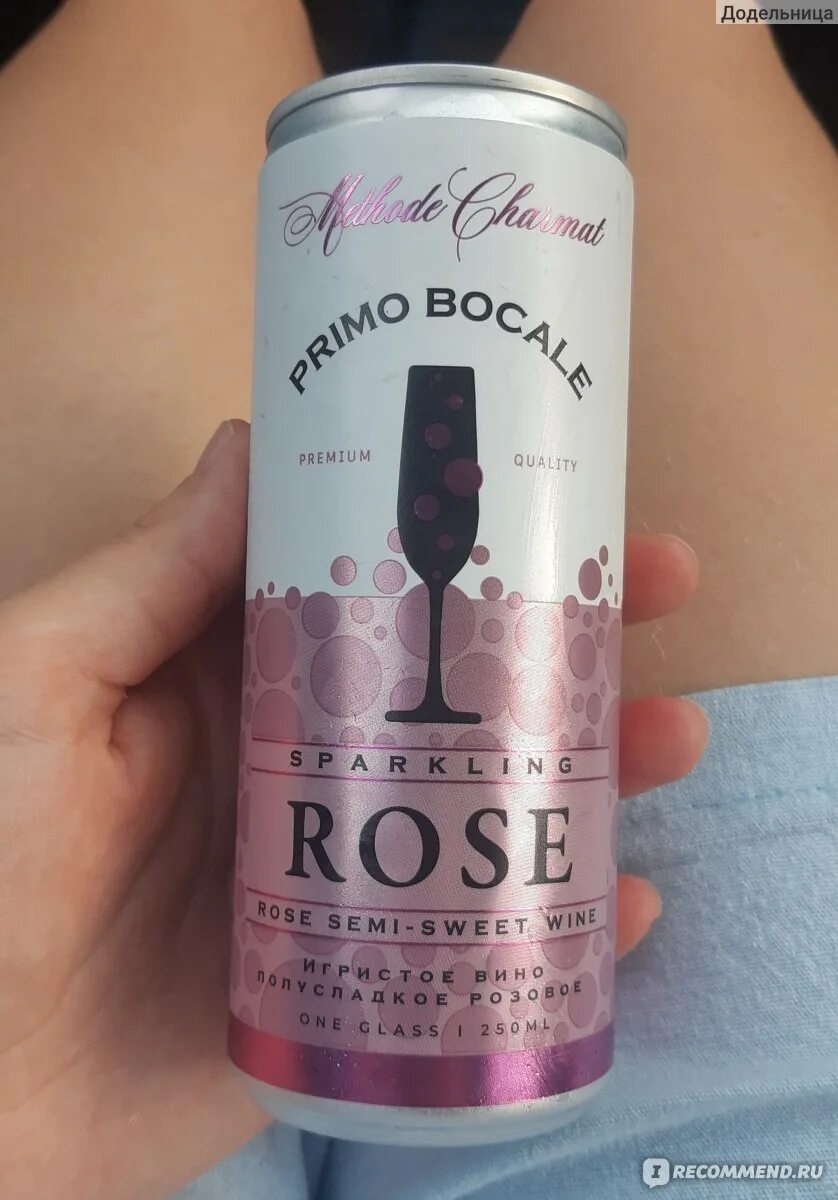 Додельница
Methode Charmat
PRIMO BOCALE
PREMIUM QUALITY
SPARKLING
ROSE
ROSE SEMI-SWEET WINE
ИГРИСТОЕ ВИНО
ПОЛУСЛАДКОЕ РОЗОВОЕ
ONE GLASS | 250ML
I RECOMMEND.RU